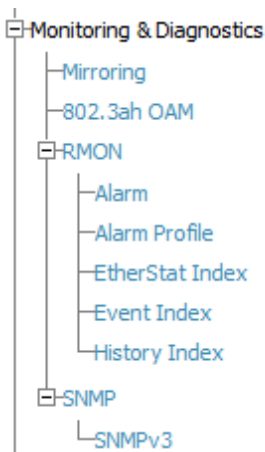 Monitoring & Diagnostics
Mirroring
802.3ah OAM
RMON
Alarm
Alarm Profile
EtherStat Index
Event Index
History Index
SNMP
SNMPv3